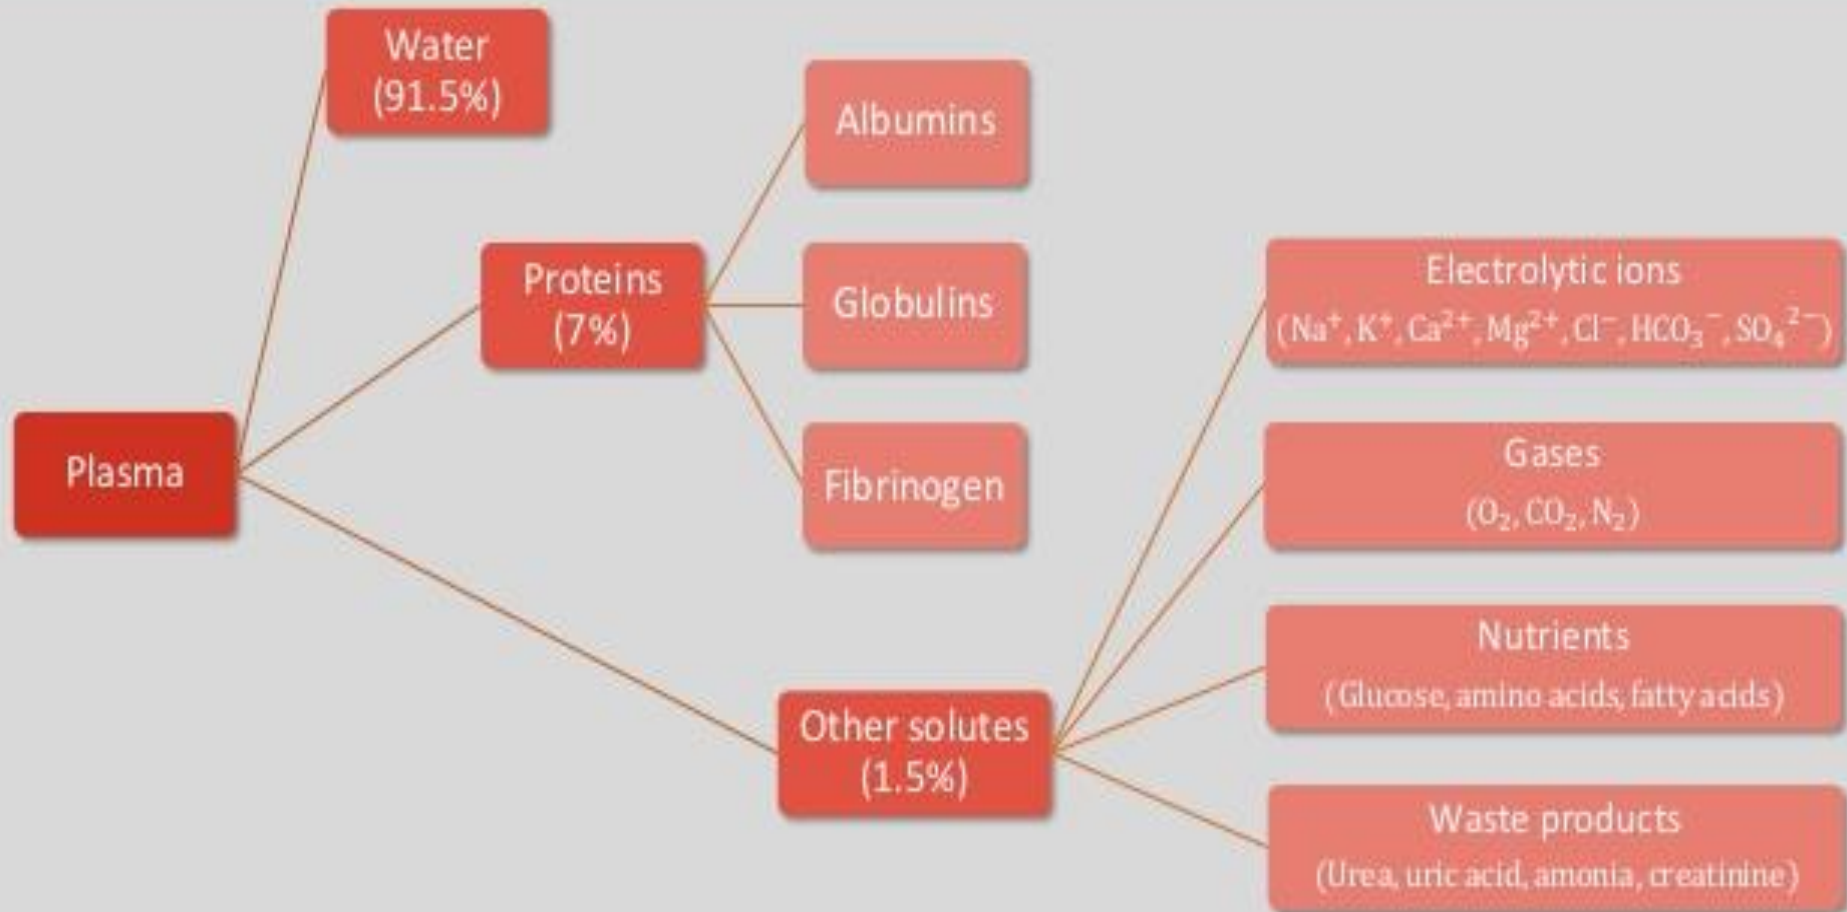 Water
(91.5%)
Albumins
Proteins
(7%)
Globulins
Fibrinogen
Plasma
Other solutes
(1.5%)
Electrolytic ions
(Na⁺, K⁺, Ca²⁺, Mg²⁺, Cl⁻, HCO₃⁻, SO₄²⁻)
Gases
(O₂, CO₂, N₂)
Nutrients
(Glucose, amino acids, fatty acids)
Waste products
(Urea, uric acid, amonia, creatinine)